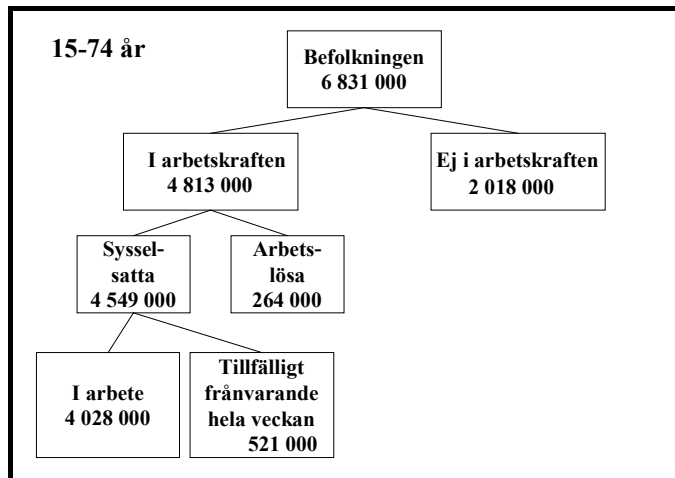 15-74 år
Befolkningen
6 831 000
I arbetskraften
4 813 000
Ej i arbetskraften
2 018 000
Syssel-
satta
4 549 000
Arbets-
lösa
264 000
I arbete
4 028 000
Tillfälligt
frånvarande
hela veckan
521 000